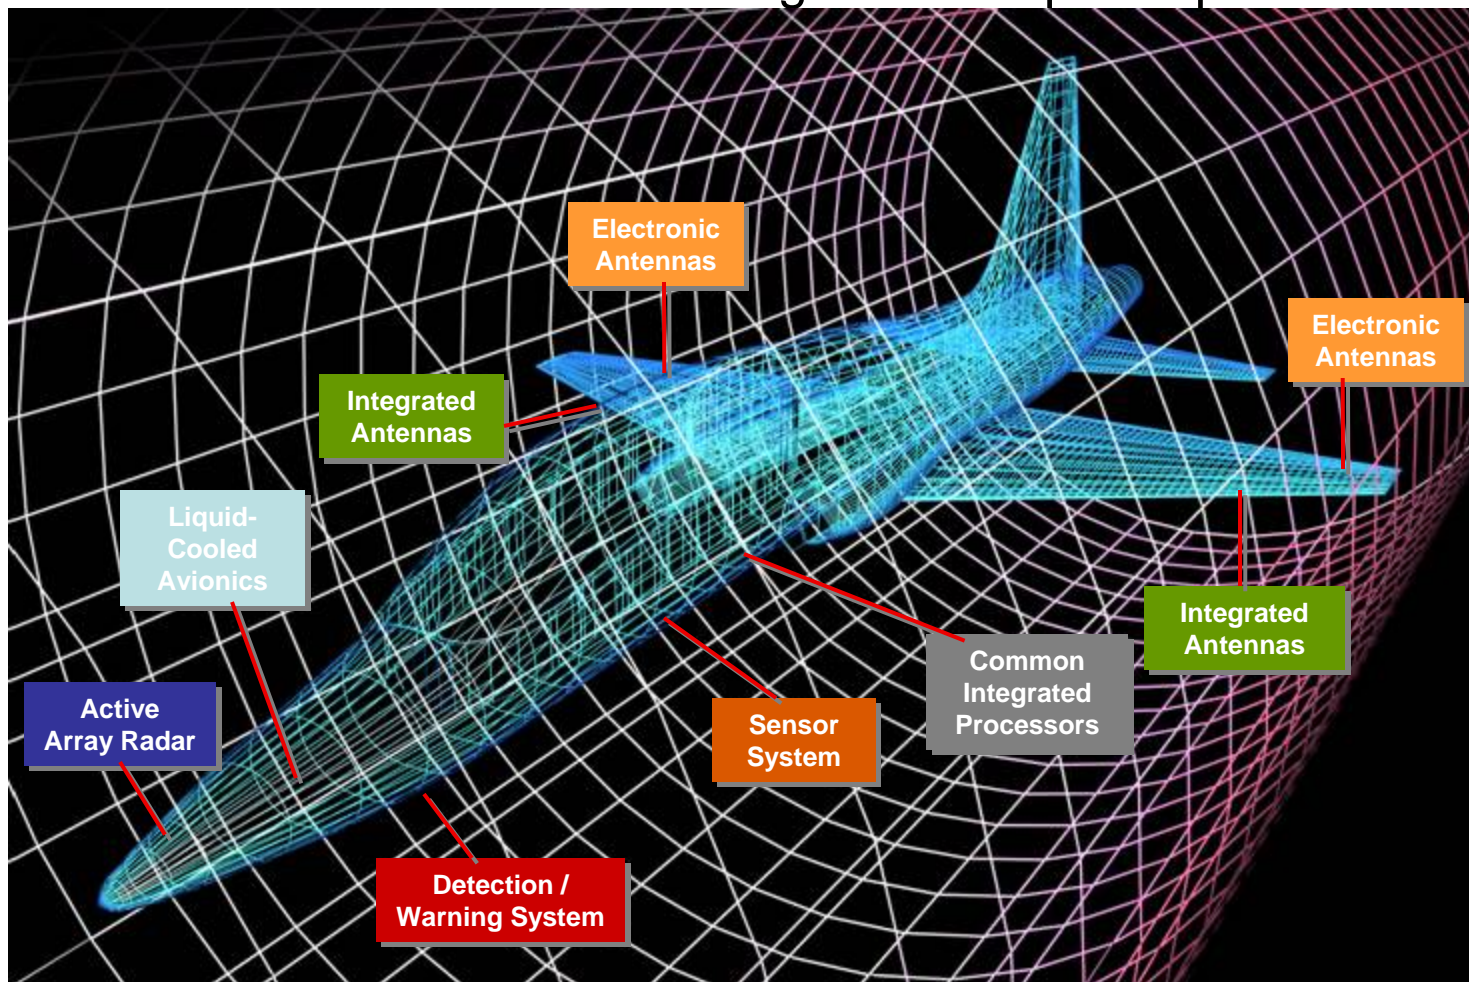 Electronic
Antennas
Electronic
Antennas
Integrated
Antennas
Liquid-
Cooled
Avionics
Integrated
Antennas
Common
Integrated
Processors
Active
Array Radar
Sensor
System
Detection /
Warning System